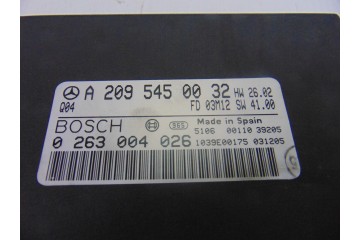 A 209 545 00 32 HW 26.02
Q04 FD 03M12 SW 41.00
BOSCH Made in Spain
5106 00110 39205
0 263 004 026 1039E00175 031205